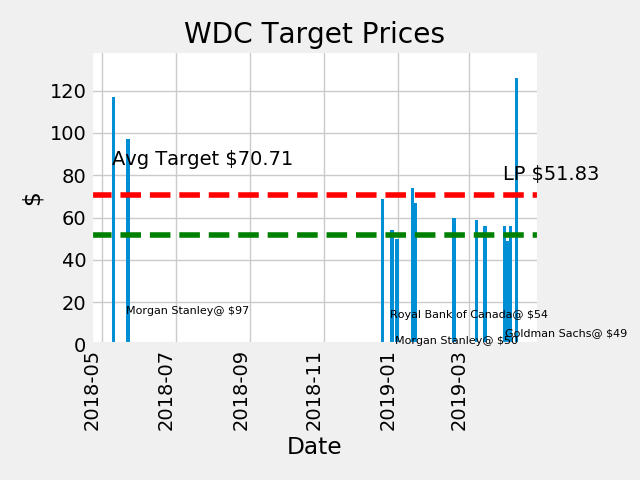 WDC Target Prices
$
120
100
80
60
40
20
0
Avg Target $70.71
LP $51.83
Morgan Stanley@ $97
Royal Bank of Canada@ $54
Goldman Sachs@ $49
Morgan Stanley@ $50
2018-05
2018-07
2018-09
2018-11
2019-01
2019-03
Date